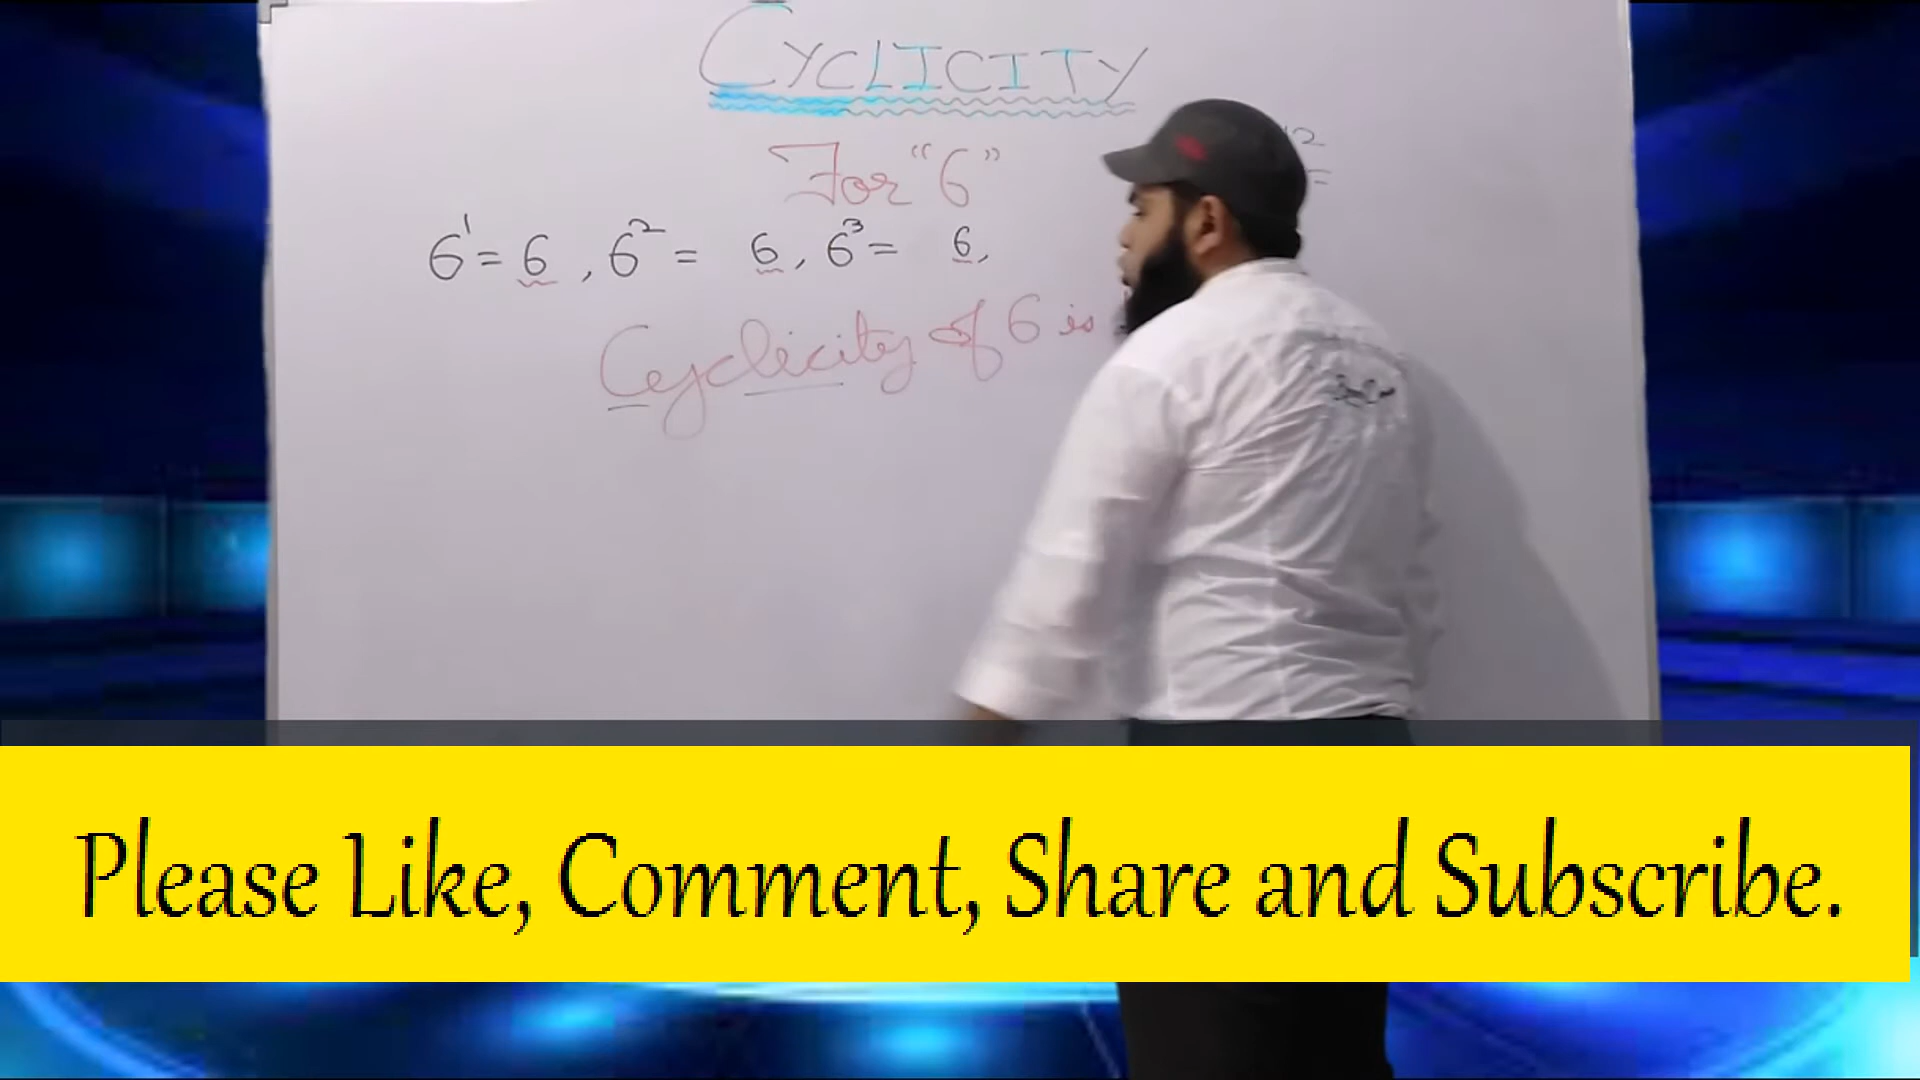 CYCLICITY
For "6"
6¹ = 6 , 6² = 6 , 6³ = 6 ,
Cyclicity of 6 is
Please Like, Comment, Share and Subscribe.